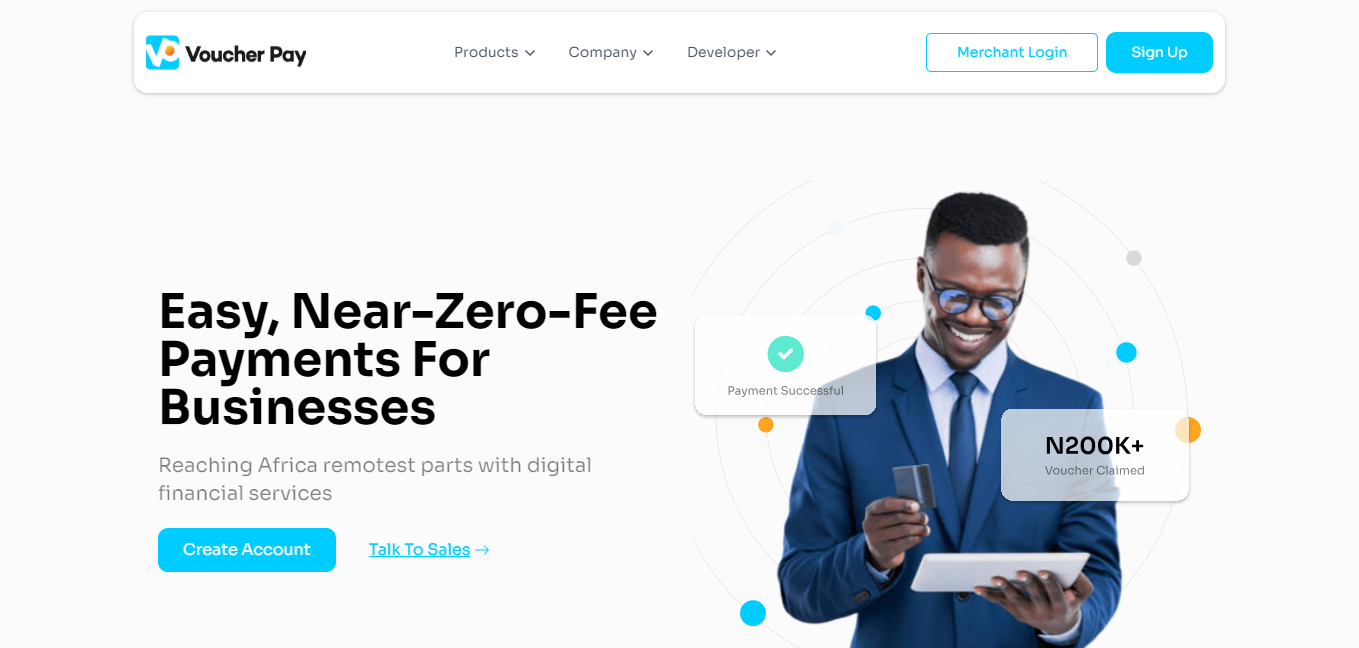 Voucher Pay
Products
Company
Developer
Merchant Login
Sign Up
Easy, Near-Zero-Fee
Payments For
Businesses
Reaching Africa remotest parts with digital
financial services
Create Account
Talk To Sales
Payment Successful
N200K+
Voucher Claimed